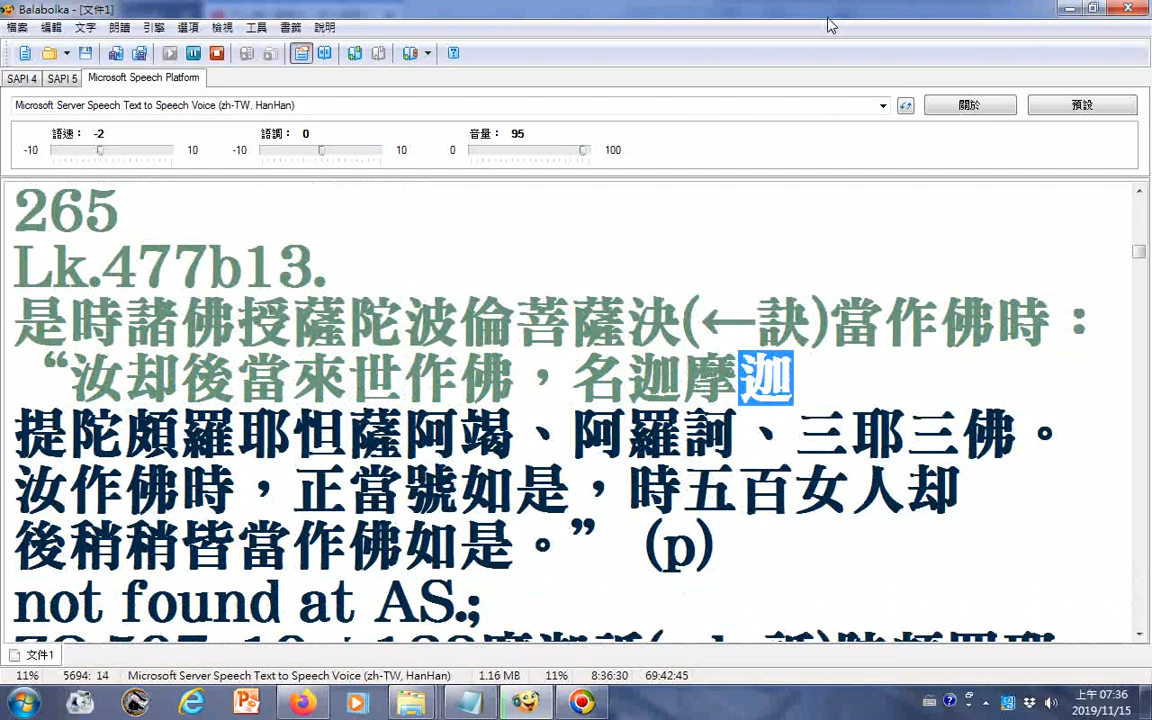 Balabolka - [文件1]
檔案 編輯 文字 朗讀 引擎 選項 檢視 工具 書籤 說明
SAPI 4 SAPI 5 Microsoft Speech Platform
Microsoft Server Speech Text to Speech Voice (zh-TW, HanHan) 關於 預設
語速： -2 語調： 0 音量： 95
-10 10 -10 10 0 100
265
Lk.477b13.
是時諸佛授薩陀波倫菩薩決(←訣)當作佛時：
“汝却後當來世作佛，名迦摩迦
提陀頗羅耶怛薩阿竭、阿羅訶、三耶三佛。
汝作佛時，正當號如是，時五百女人却
後稍稍皆當作佛如是。” (p)
not found at AS.;
文件1
11% 5694: 14 Microsoft Server Speech Text to Speech Voice (zh-TW, HanHan) 1.16 MB 11% 8:36:30 69:42:45
上午 07:36
2019/11/15